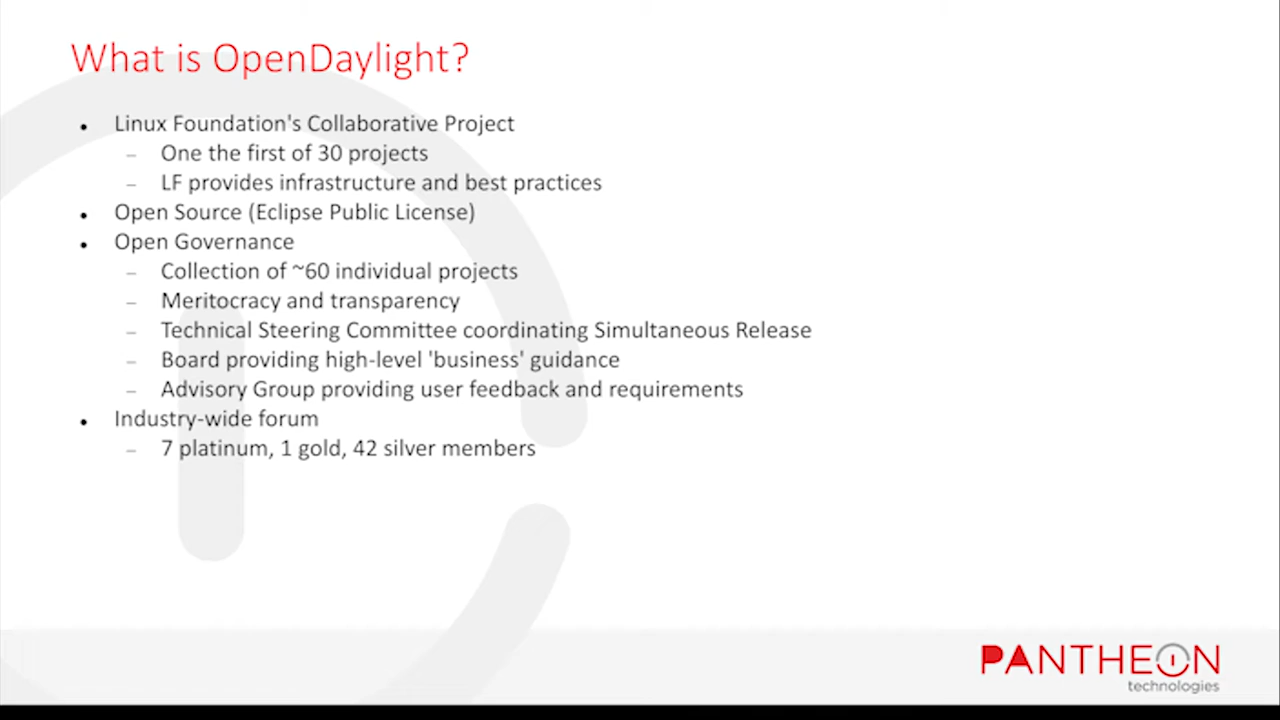 What is OpenDaylight?
• Linux Foundation's Collaborative Project
– One the first of 30 projects
– LF provides infrastructure and best practices
• Open Source (Eclipse Public License)
• Open Governance
– Collection of ~60 individual projects
– Meritocracy and transparency
– Technical Steering Committee coordinating Simultaneous Release
– Board providing high-level 'business' guidance
– Advisory Group providing user feedback and requirements
• Industry-wide forum
– 7 platinum, 1 gold, 42 silver members
PANTHEON
technologies